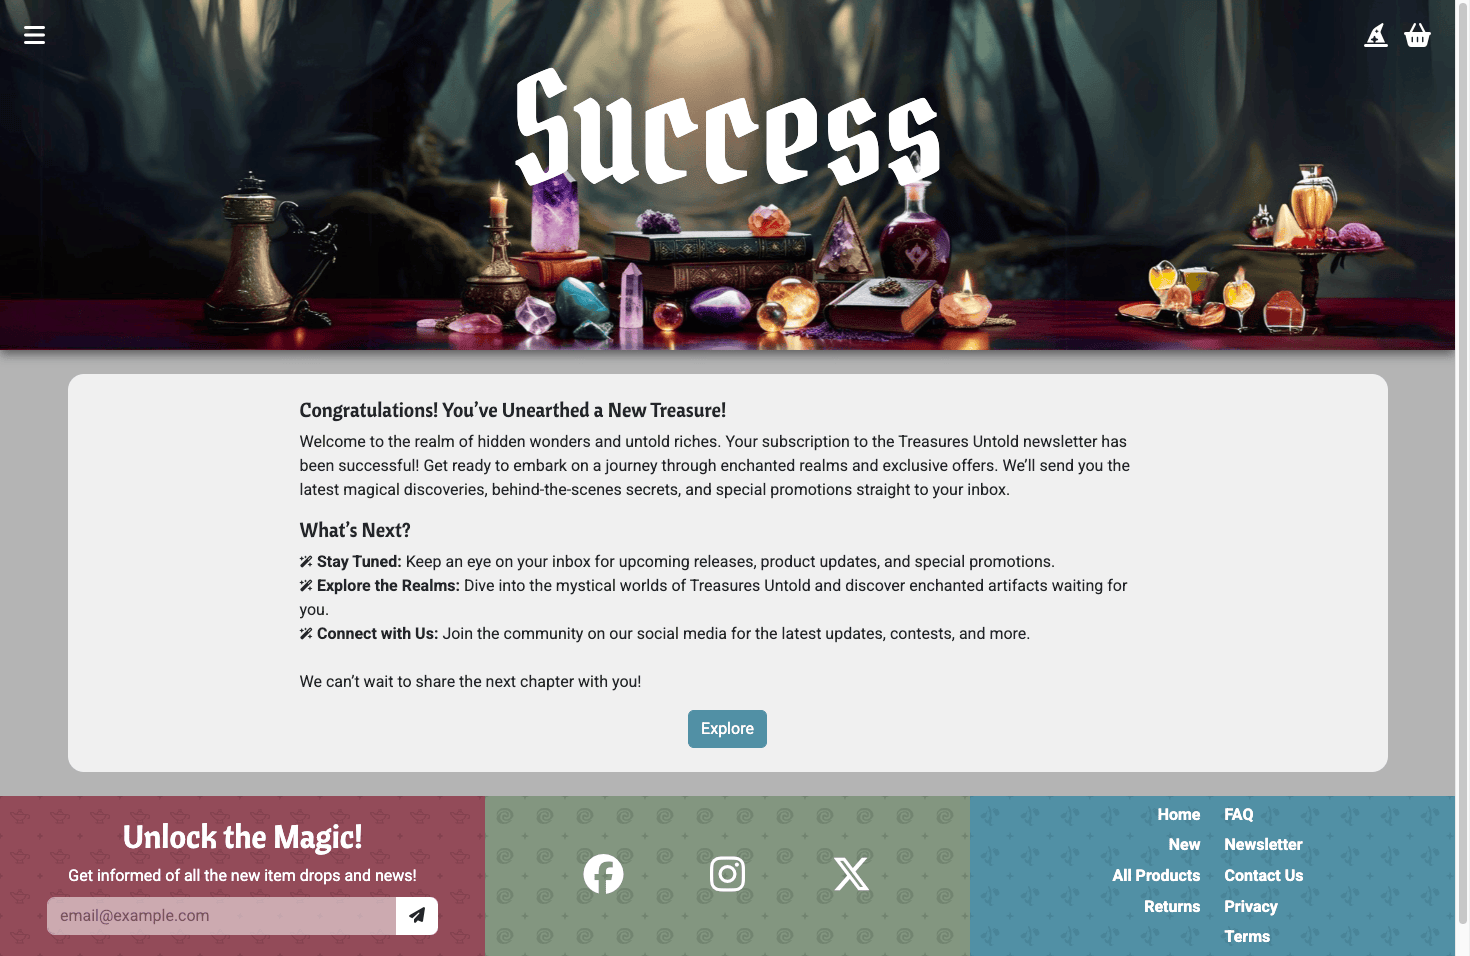 Success
Congratulations! You’ve Unearthed a New Treasure!
Welcome to the realm of hidden wonders and untold riches. Your subscription to the Treasures Untold newsletter has
been successful! Get ready to embark on a journey through enchanted realms and exclusive offers. We’ll send you the
latest magical discoveries, behind-the-scenes secrets, and special promotions straight to your inbox.
What’s Next?
Stay Tuned: Keep an eye on your inbox for upcoming releases, product updates, and special promotions.
Explore the Realms: Dive into the mystical worlds of Treasures Untold and discover enchanted artifacts waiting for
you.
Connect with Us: Join the community on our social media for the latest updates, contests, and more.
We can’t wait to share the next chapter with you!
Explore
Unlock the Magic!
Get informed of all the new item drops and news!
email@example.com
Home
New
All Products
Returns
FAQ
Newsletter
Contact Us
Privacy
Terms